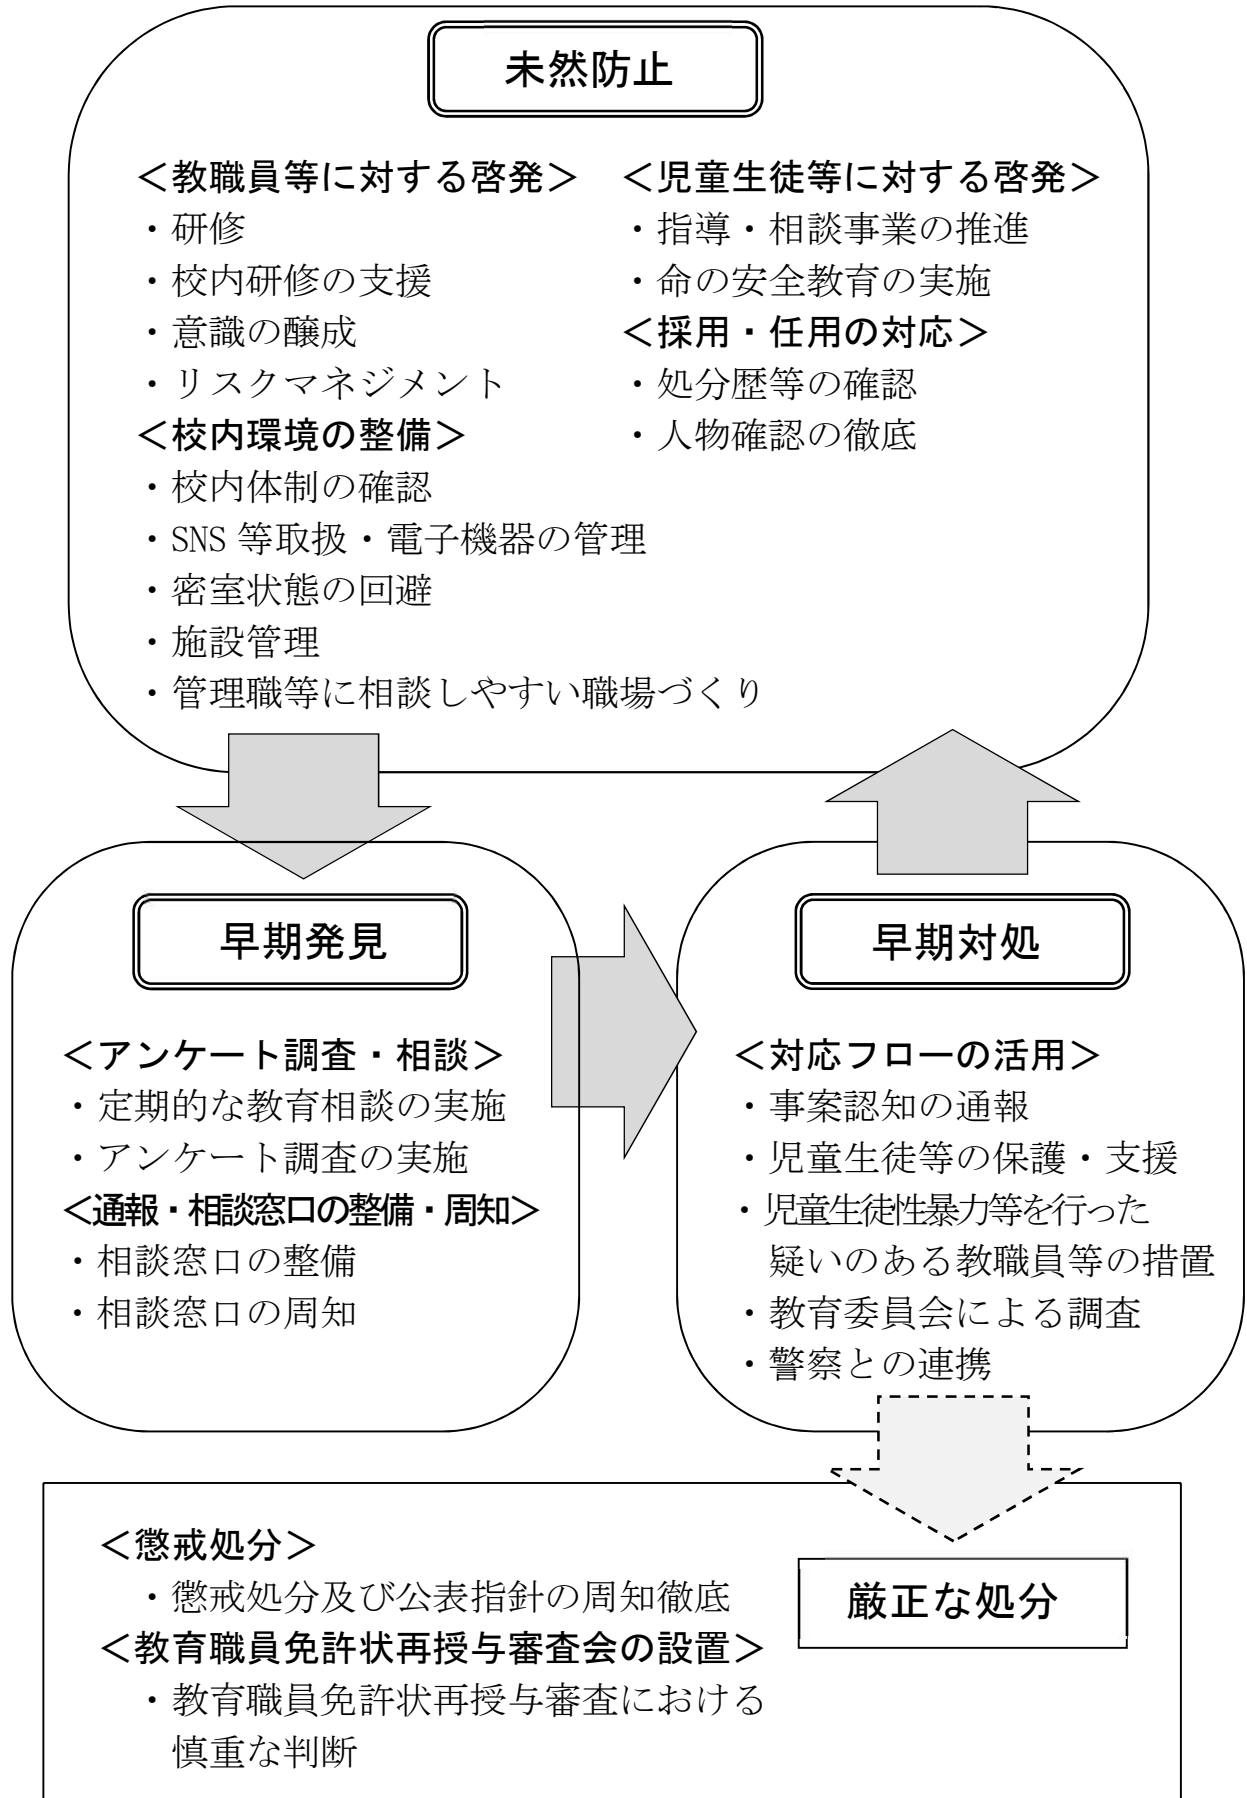 未然防止
＜教職員等に対する啓発＞
・研修
・校内研修の支援
・意識の醸成
・リスクマネジメント
＜校内環境の整備＞
・校内体制の確認
・SNS 等取扱・電子機器の管理
・密室状態の回避
・施設管理
・管理職等に相談しやすい職場づくり
＜児童生徒等に対する啓発＞
・指導・相談事業の推進
・命の安全教育の実施
＜採用・任用の対応＞
・処分歴等の確認
・人物確認の徹底
早期発見
＜アンケート調査・相談＞
・定期的な教育相談の実施
・アンケート調査の実施
＜通報・相談窓口の整備・周知＞
・相談窓口の整備
・相談窓口の周知
早期対処
＜対応フローの活用＞
・事案認知の通報
・児童生徒等の保護・支援
・児童生徒性暴力等を行った
疑いのある教職員等の措置
・教育委員会による調査
・警察との連携
＜懲戒処分＞
・懲戒処分及び公表指針の周知徹底
＜教育職員免許状再授与審査会の設置＞
・教育職員免許状再授与審査における
慎重な判断
厳正な処分